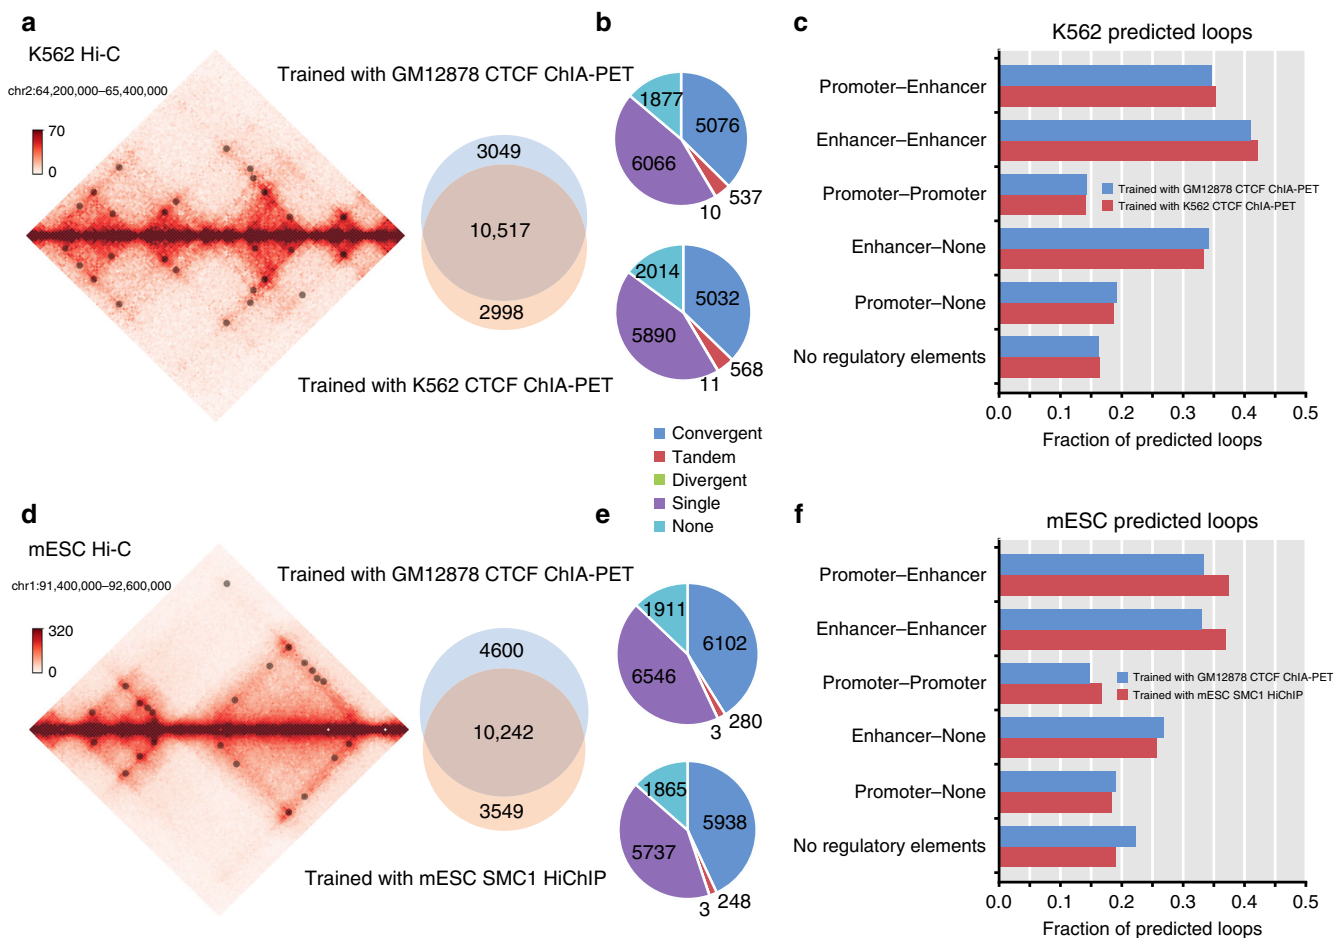 a
K562 Hi-C
chr2:64,200,000–65,400,000
70
0
Trained with GM12878 CTCF ChIA-PET
3049
10,517
2998
Trained with K562 CTCF ChIA-PET
b
1877
5076
6066
537
10
2014
5032
5890
568
11
Convergent
Tandem
Divergent
Single
None
c
K562 predicted loops
Promoter–Enhancer
Enhancer–Enhancer
Promoter–Promoter
Enhancer–None
Promoter–None
No regulatory elements
Trained with GM12878 CTCF ChIA-PET
Trained with K562 CTCF ChIA-PET
0.0 0.1 0.2 0.3 0.4 0.5
Fraction of predicted loops
d
mESC Hi-C
chr1:91,400,000–92,600,000
320
0
Trained with GM12878 CTCF ChIA-PET
4600
10,242
3549
Trained with mESC SMC1 HiChIP
e
1911
6102
6546
280
3
1865
5938
5737
248
3
f
mESC predicted loops
Promoter–Enhancer
Enhancer–Enhancer
Promoter–Promoter
Enhancer–None
Promoter–None
No regulatory elements
Trained with GM12878 CTCF ChIA-PET
Trained with mESC SMC1 HiChIP
0.0 0.1 0.2 0.3 0.4 0.5
Fraction of predicted loops